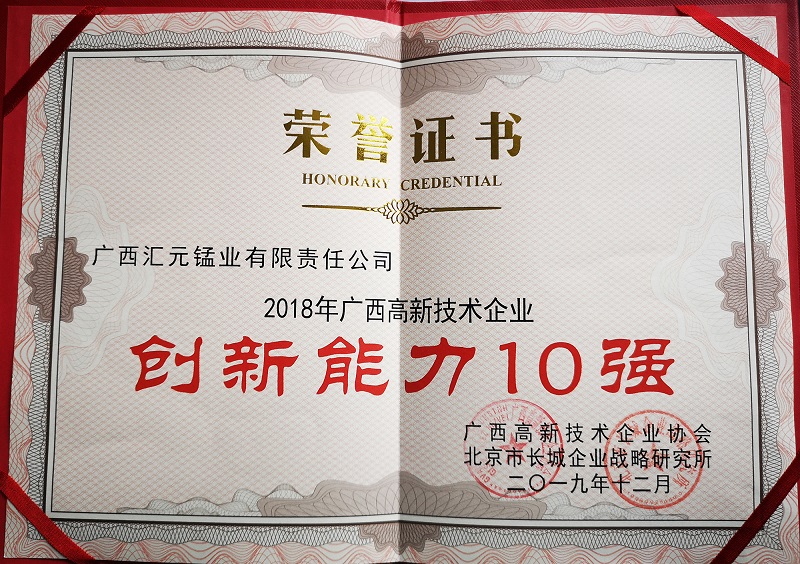 荣誉证书
HONORARY CREDENTIAL
广西汇元锰业有限责任公司
2018年广西高新技术企业
创新能力10强
广西高新技术企业协会
北京市长城企业战略研究所
二〇一九年十二月